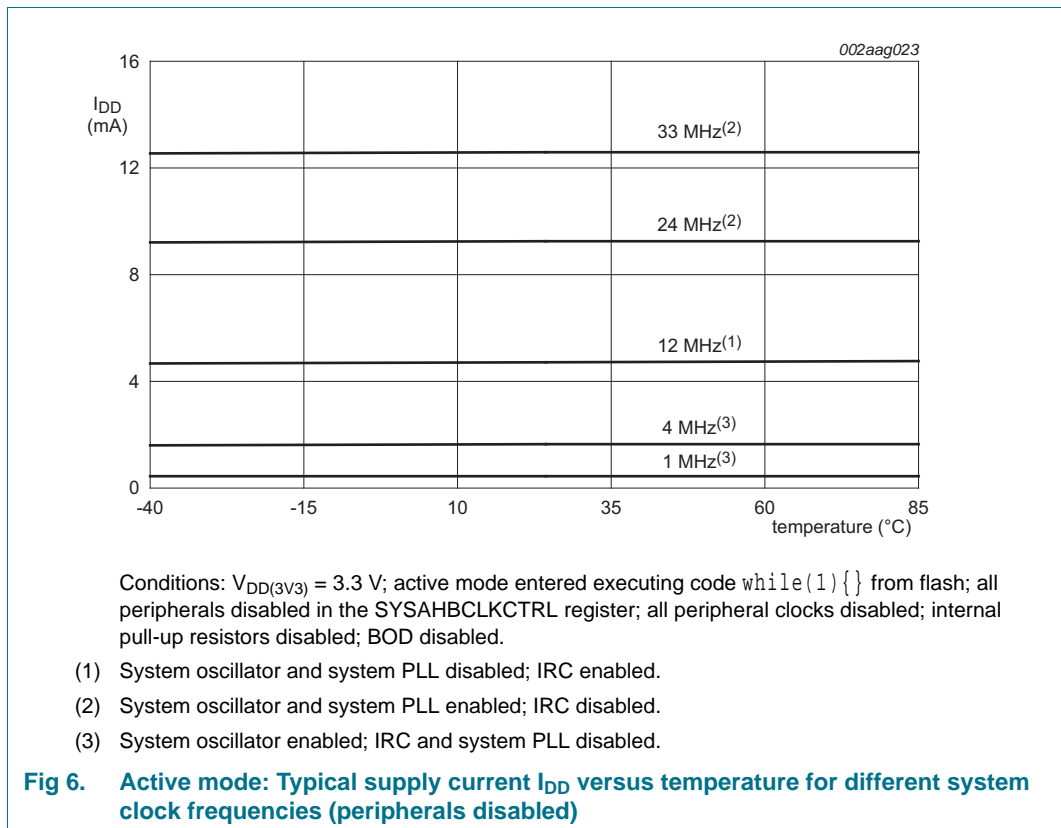 002aag023
16
I_DD
(mA)
33 MHz(2)
12
24 MHz(2)
8
12 MHz(1)
4
4 MHz(3)
1 MHz(3)
0
-40 -15 10 35 60 85
temperature (°C)
Conditions: V_DD(3V3) = 3.3 V; active mode entered executing code while(1){} from flash; all
peripherals disabled in the SYSAHBCLKCTRL register; all peripheral clocks disabled; internal
pull-up resistors disabled; BOD disabled.
(1) System oscillator and system PLL disabled; IRC enabled.
(2) System oscillator and system PLL enabled; IRC disabled.
(3) System oscillator enabled; IRC and system PLL disabled.
Fig 6. Active mode: Typical supply current I_DD versus temperature for different system
clock frequencies (peripherals disabled)